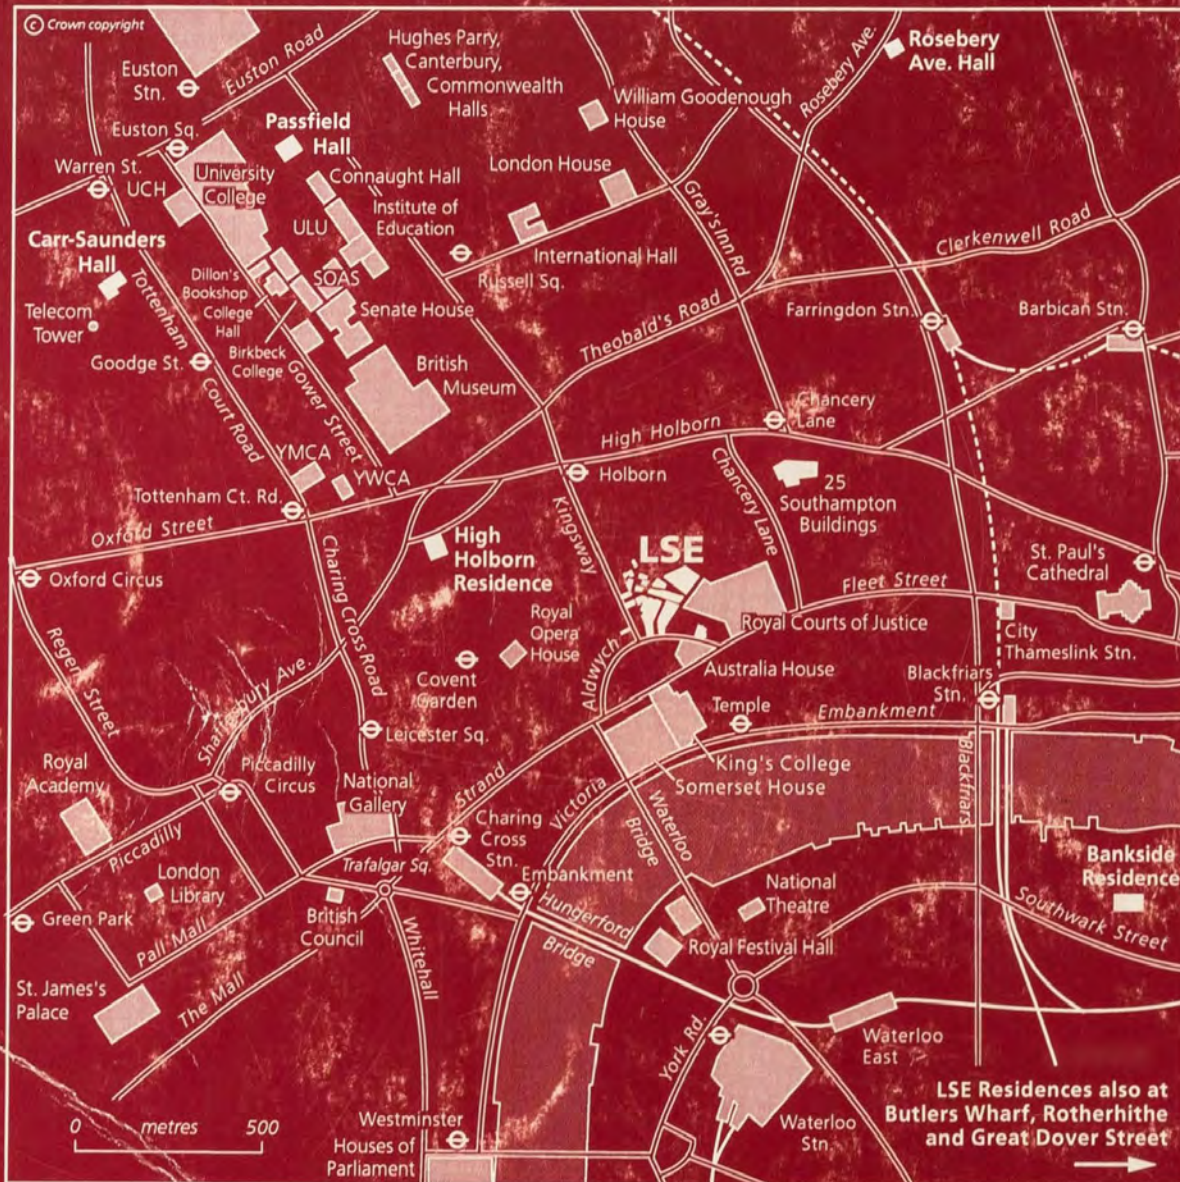 © Crown copyright
Euston
Stn.
Euston Road
Hughes Parry,
Canterbury,
Commonwealth
Halls
Rosebery Ave.
Rosebery
Ave. Hall
William Goodenough
House
Euston Sq.
Passfield
Hall
Warren St.
UCH
University
College
Connaught Hall
London House
Institute of
Education
ULU
Gray's Inn Rd
Clerkenwell Road
Carr-Saunders
Hall
International Hall
Russell Sq.
Dillon's
Bookshop
College
Hall
SOAS
Senate House
Telecom
Tower
Tottenham
Court Road
Theobald's Road
Farringdon Stn.
Barbican Stn.
Goodge St.
Birkbeck
College
Gower Street
British
Museum
Chancery
Lane
High Holborn
YMCA
YWCA
Holborn
Chancery Lane
25
Southampton
Buildings
Tottenham Ct. Rd.
Oxford Street
Kingsway
High
Holborn
Residence
LSE
St. Paul's
Cathedral
Oxford Circus
Charing Cross Road
Fleet Street
Royal
Opera
House
Royal Courts of Justice
City
Thameslink Stn.
Regent Street
Shaftesbury Ave.
Covent
Garden
Aldwych
Australia House
Blackfriars
Stn.
Temple
Embankment
Leicester Sq.
King's College
Somerset House
Royal
Academy
Piccadilly
Circus
National
Gallery
Strand
Victoria
Waterloo
Bridge
Blackfriars
Charing
Cross
Stn.
Piccadilly
Trafalgar Sq.
London
Library
Embankment
National
Theatre
Bankside
Residence
Green Park
Pall Mall
British
Council
Whitehall
Hungerford
Bridge
Royal Festival Hall
Southwark Street
St. James's
Palace
The Mall
York Rd.
Waterloo
East
Waterloo
Stn.
LSE Residences also at
Butlers Wharf, Rotherhithe
and Great Dover Street
0 metres 500
Westminster
Houses of
Parliament